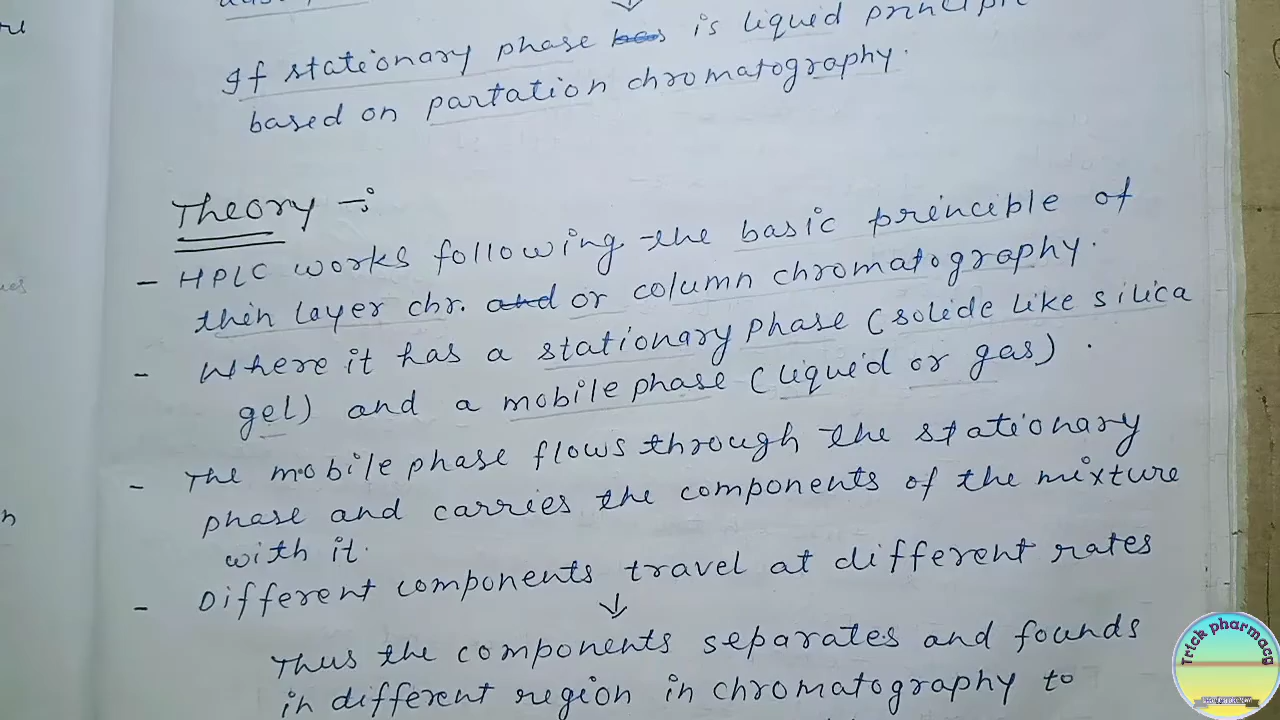 If stationary phase is liquid principle
based on partation chromatography.
Theory -:
- HPLC works following the basic princible of
thin layer chr. or column chromatography.
- Where it has a stationary phase (solide like silica
gel) and a mobile phase (liquid or gas).
- The mobile phase flows through the stationary
phase and carries the components of the mixture
with it.
- Different components travel at different rates
↓
Thus the components separates and founds
in different region in chromatography to
Trick pharmacy